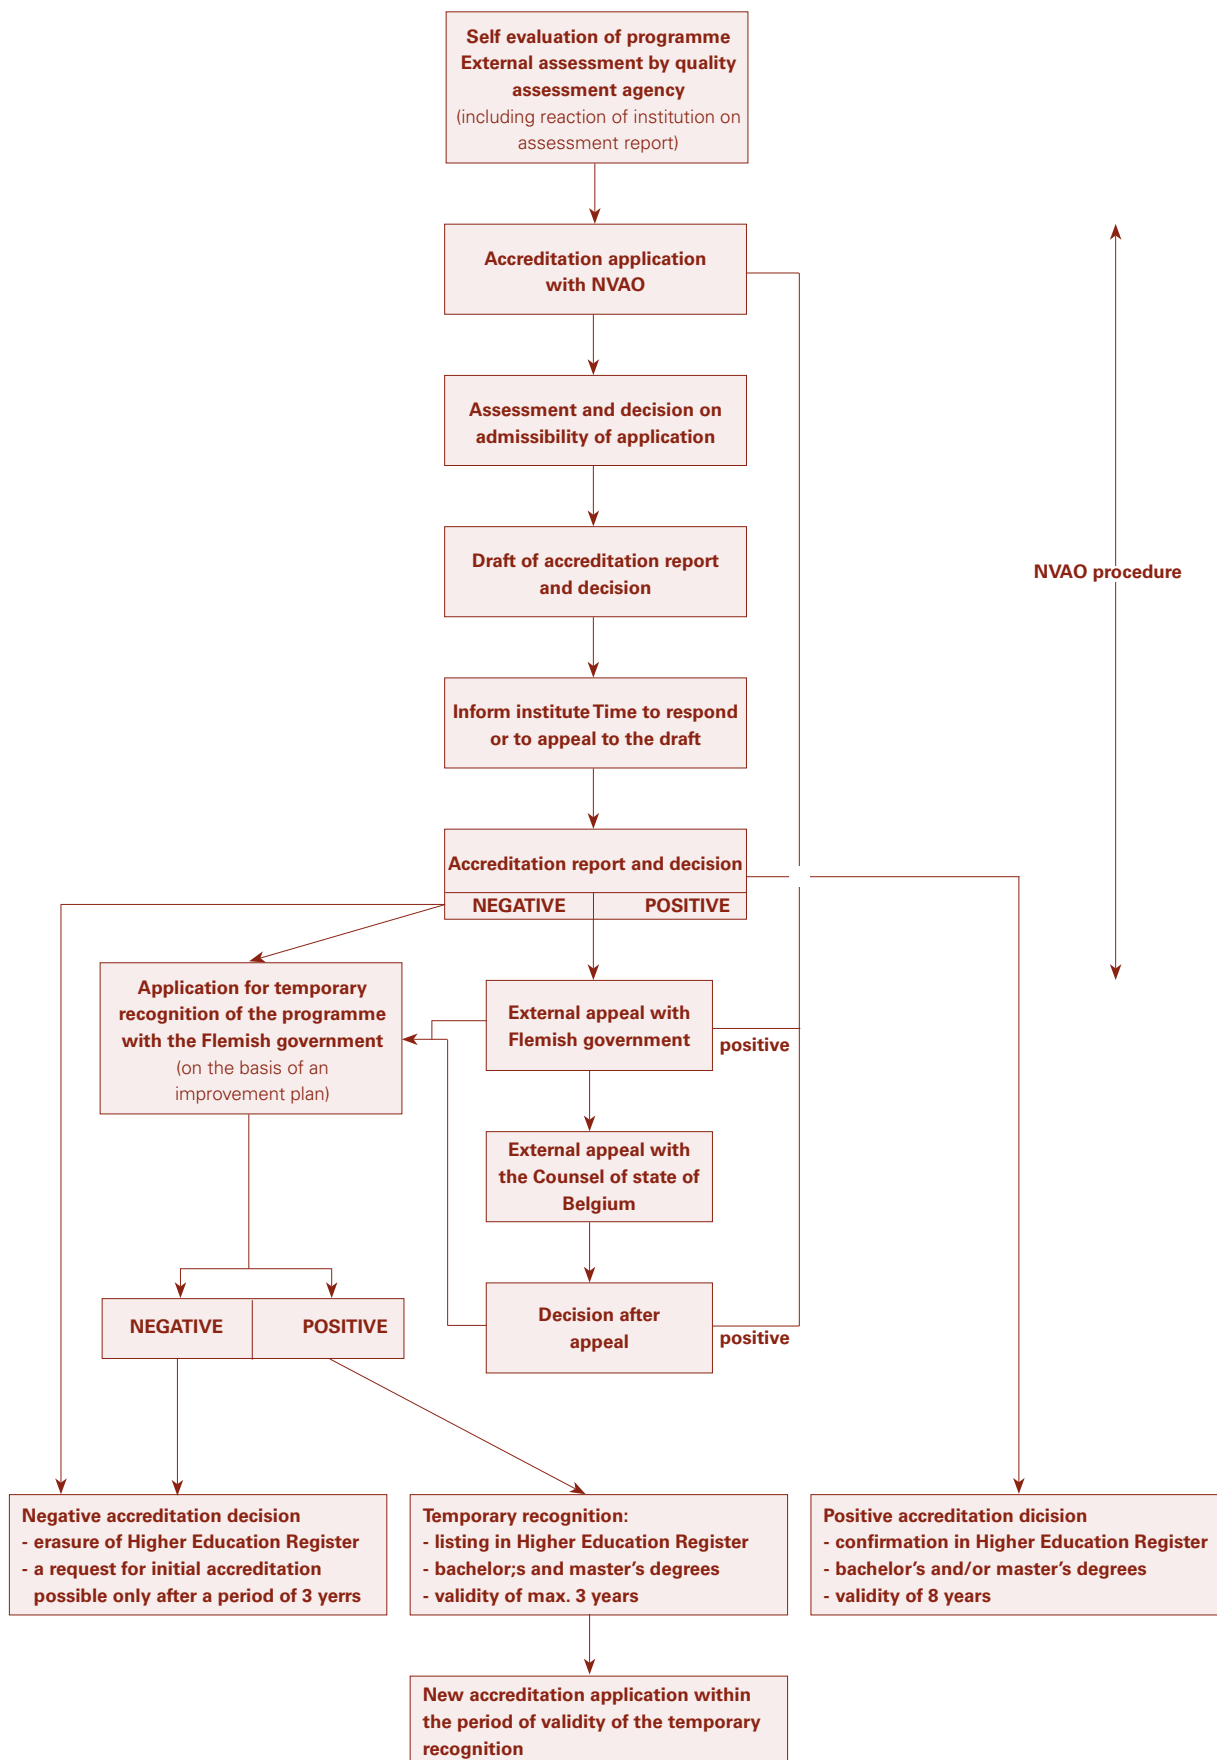 Self evaluation of programme
External assessment by quality
assessment agency
(including reaction of institution on
assessment report)
Accreditation application
with NVAO
Assessment and decision on
admissibility of application
Draft of accreditation report
and decision
NVAO procedure
Inform institute Time to respond
or to appeal to the draft
Accreditation report and decision
NEGATIVE
POSITIVE
Application for temporary
recognition of the programme
with the Flemish government
(on the basis of an
improvement plan)
External appeal with
Flemish government
positive
External appeal with
the Counsel of state of
Belgium
Decision after
appeal
positive
NEGATIVE
POSITIVE
Negative accreditation decision
- erasure of Higher Education Register
- a request for initial accreditation
possible only after a period of 3 yerrs
Temporary recognition:
- listing in Higher Education Register
- bachelor;s and master's degrees
- validity of max. 3 years
Positive accreditation dicision
- confirmation in Higher Education Register
- bachelor's and/or master's degrees
- validity of 8 years
New accreditation application within
the period of validity of the temporary
recognition